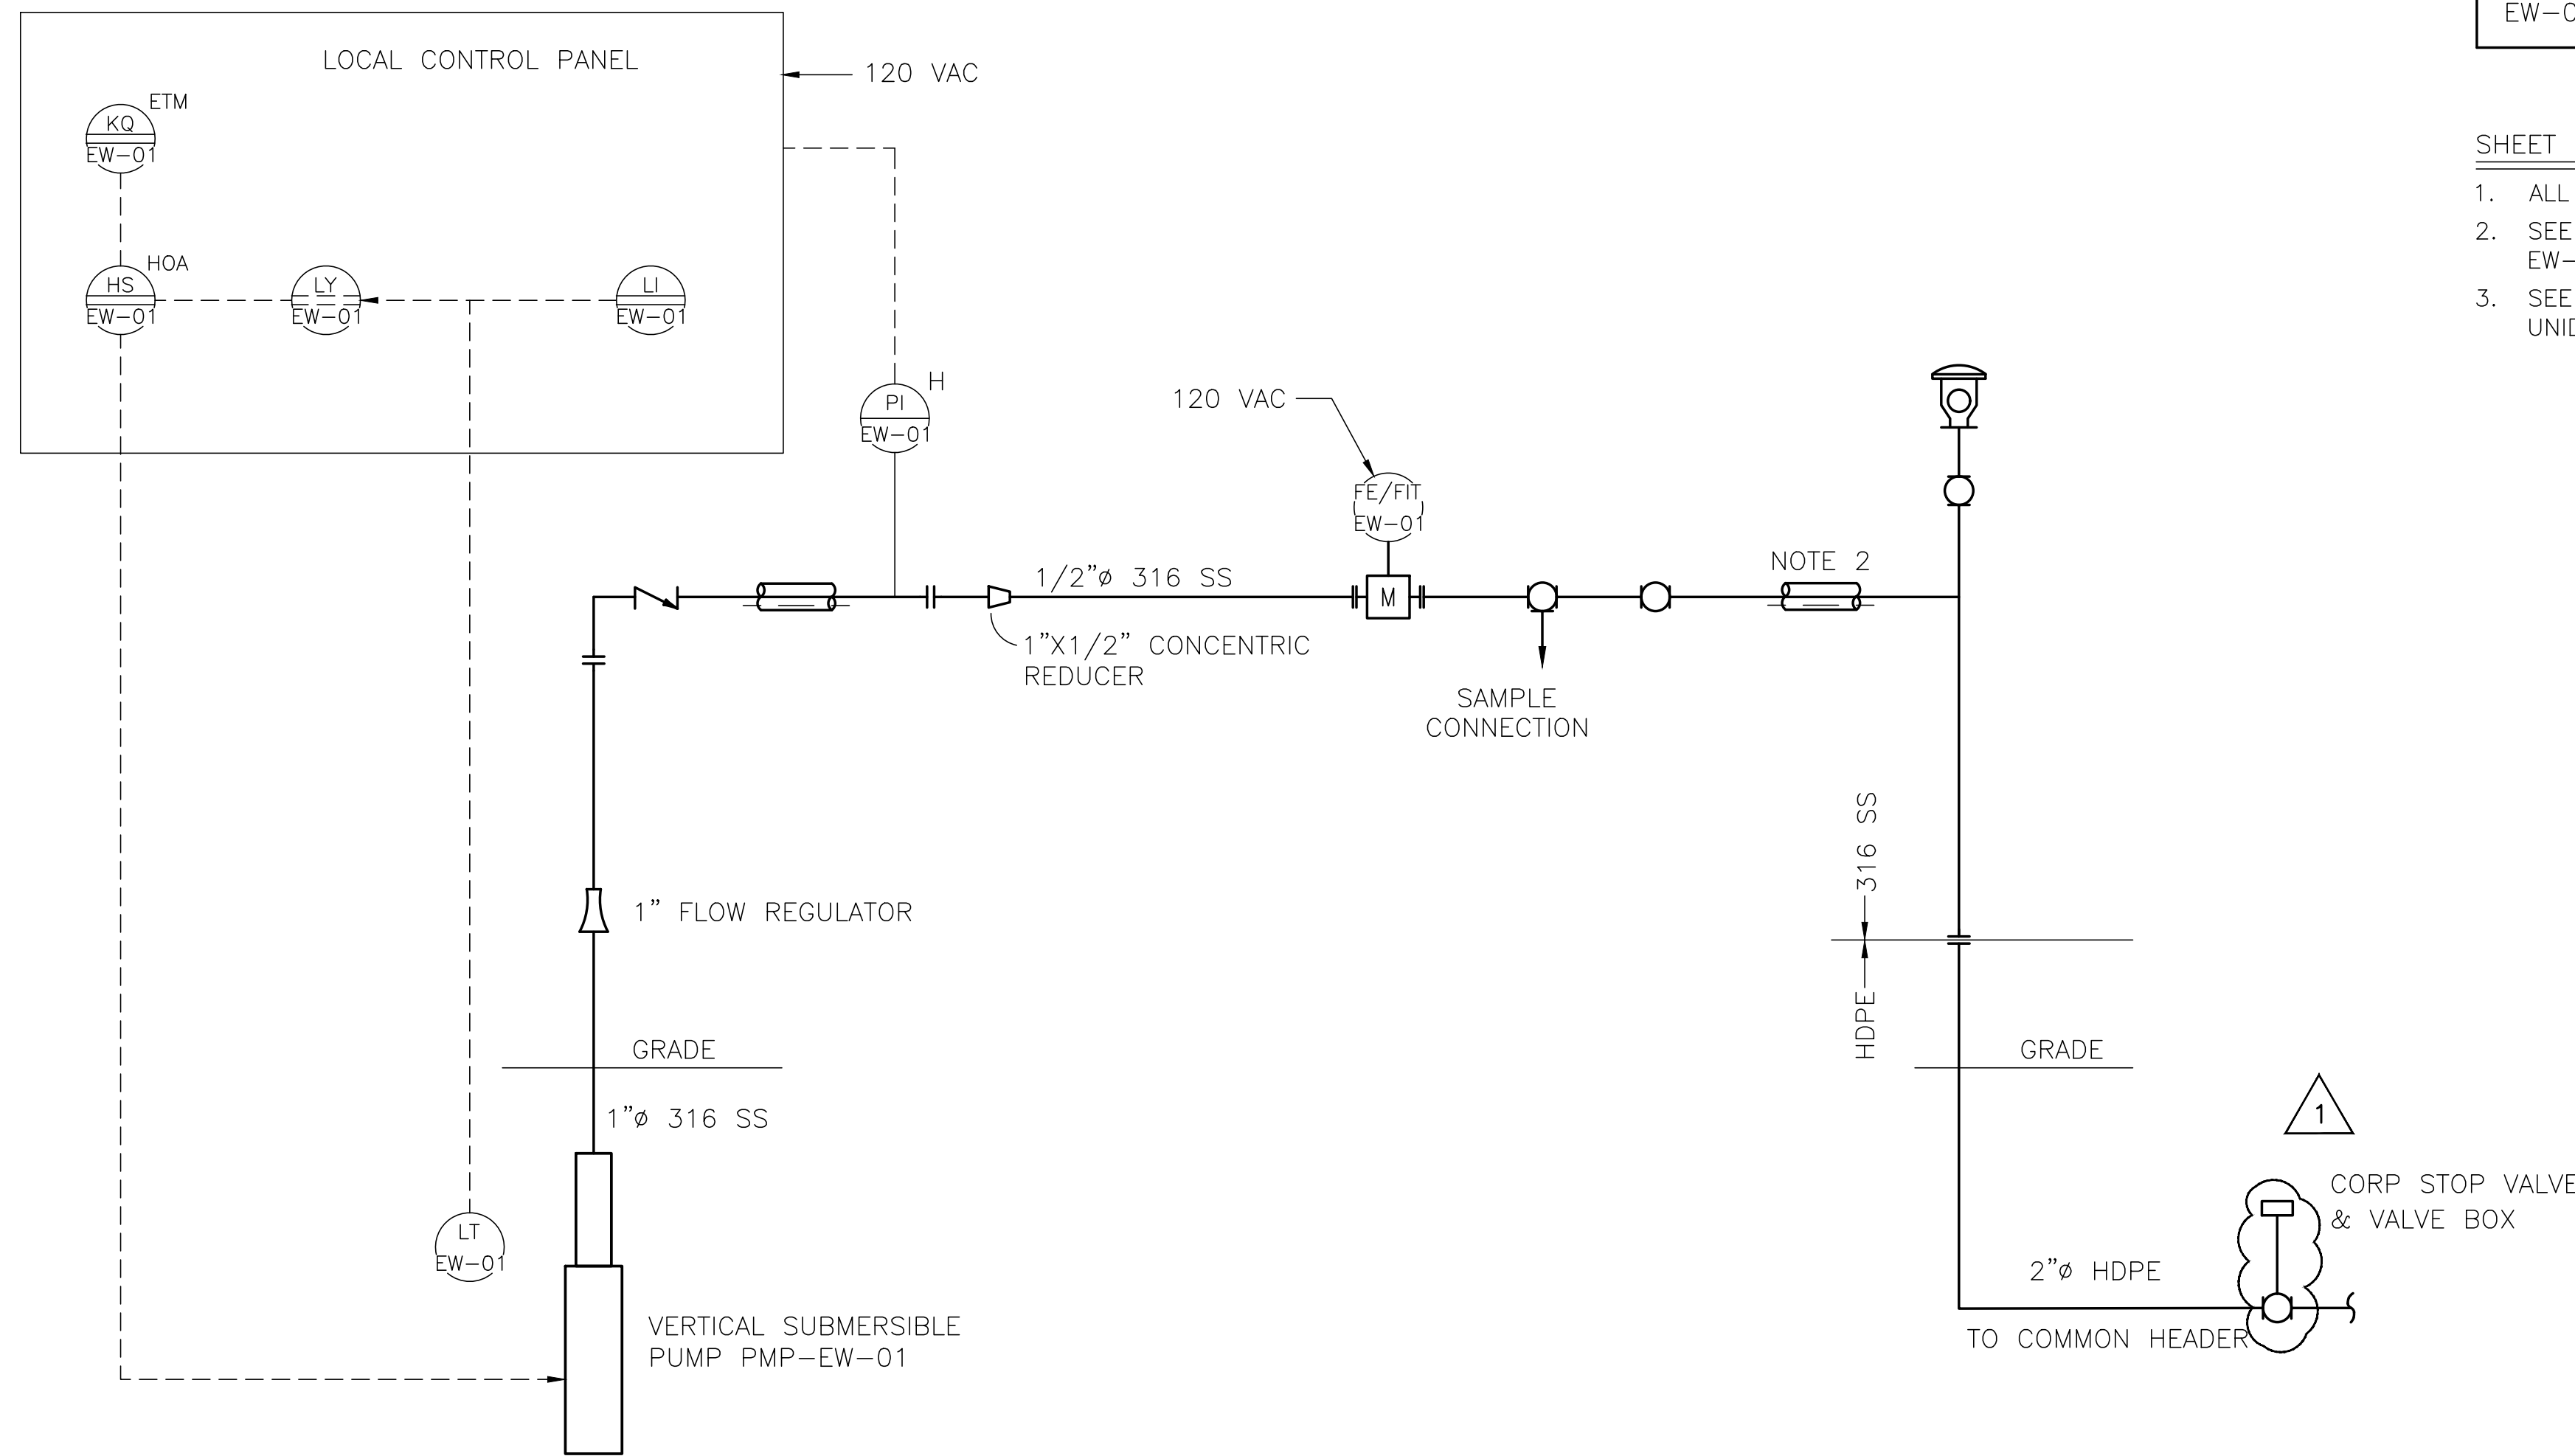 EW-0
LOCAL CONTROL PANEL
120 VAC
ETM
KQ
EW-01
HOA
HS
EW-01
LY
EW-01
LI
EW-01
SHEET
1. ALL
2. SEE
EW-
3. SEE
H
PI
EW-01
120 VAC
FE/FIT
EW-01
NOTE 2
1/2"ø 316 SS
M
1"X1/2" CONCENTRIC
REDUCER
SAMPLE
CONNECTION
316 SS
HDPE
1" FLOW REGULATOR
GRADE
GRADE
1"ø 316 SS
1
CORP STOP VALVE
& VALVE BOX
LT
EW-01
2"ø HDPE
VERTICAL SUBMERSIBLE
PUMP PMP-EW-01
TO COMMON HEADER